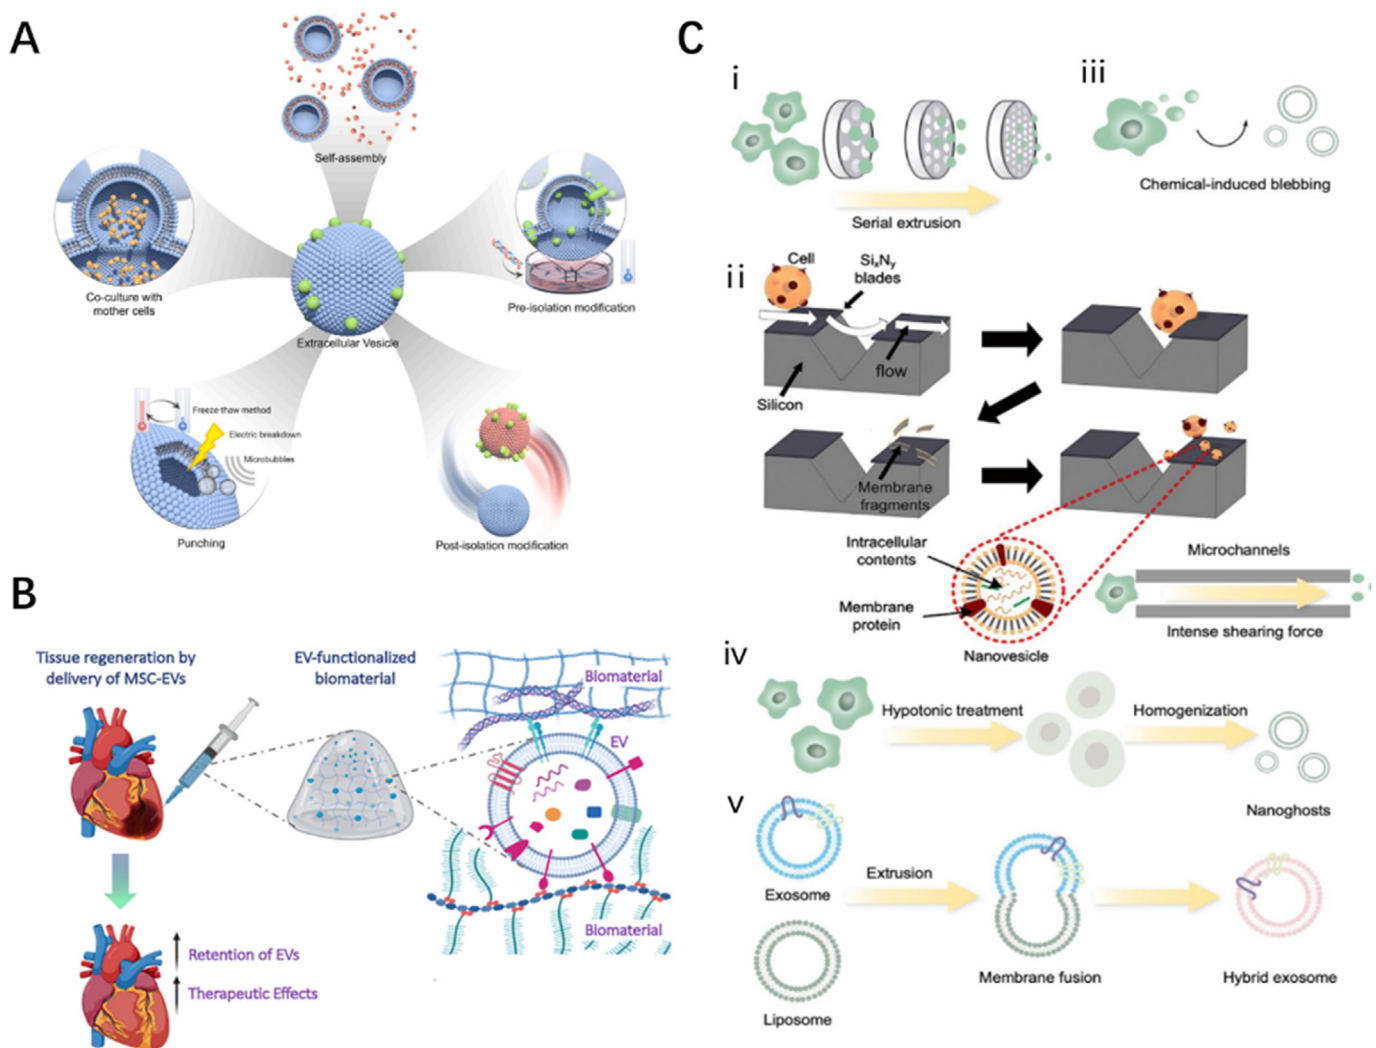 A
Self-assembly
Co-culture with
mother cells
Pre-isolation modification
Extracellular Vesicle
Freeze-thaw method
Electric breakdown
Microbubbles
Punching
Post-isolation modification
B
Tissue regeneration by
delivery of MSC-EVs
EV-functionalized
biomaterial
Biomaterial
EV
Biomaterial
Retention of EVs
Therapeutic Effects
C
i
Serial extrusion
iii
Chemical-induced blebbing
ii
Cell
SixNy
blades
flow
Silicon
Membrane
fragments
Intracellular
contents
Membrane
protein
Nanovesicle
Microchannels
Intense shearing force
iv
Hypotonic treatment
Homogenization
Nanoghosts
v
Exosome
Extrusion
Liposome
Membrane fusion
Hybrid exosome